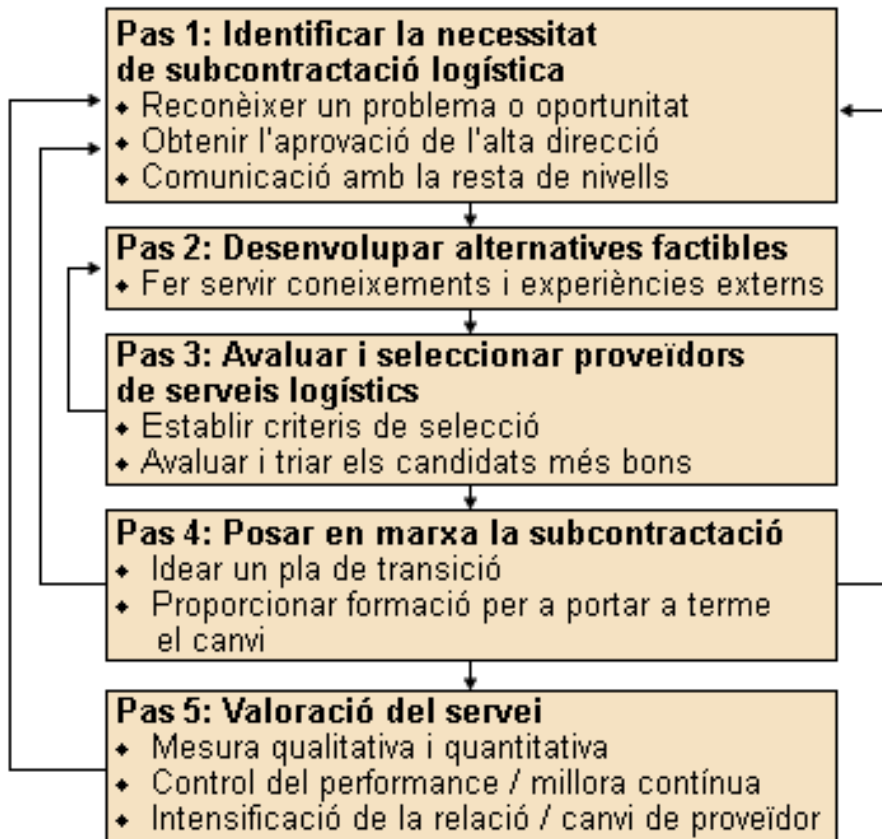 Pas 1: Identificar la necessitat
de subcontractació logística
◆ Reconèixer un problema o oportunitat
◆ Obtenir l'aprovació de l'alta direcció
◆ Comunicació amb la resta de nivells
Pas 2: Desenvolupar alternatives factibles
◆ Fer servir coneixements i experiències externs
Pas 3: Avaluar i seleccionar proveïdors
de serveis logístics
◆ Establir criteris de selecció
◆ Avaluar i triar els candidats més bons
Pas 4: Posar en marxa la subcontractació
◆ Idear un pla de transició
◆ Proporcionar formació per a portar a terme
el canvi
Pas 5: Valoració del servei
◆ Mesura qualitativa i quantitativa
◆ Control del performance / millora contínua
◆ Intensificació de la relació / canvi de proveïdor